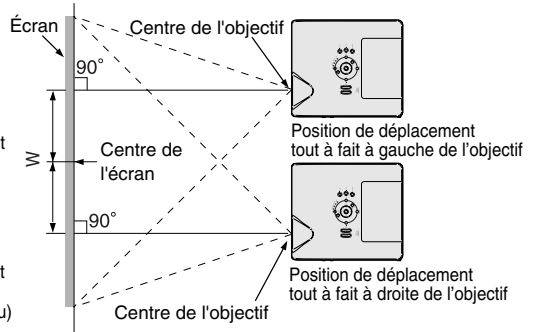 Écran
Centre de l'objectif
90°
Position de déplacement
tout à fait à gauche de l'objectif
t
W
Centre de
l'écran
90°
Position de déplacement
tout à fait à droite de l'objectif
t
u)
Centre de l'objectif